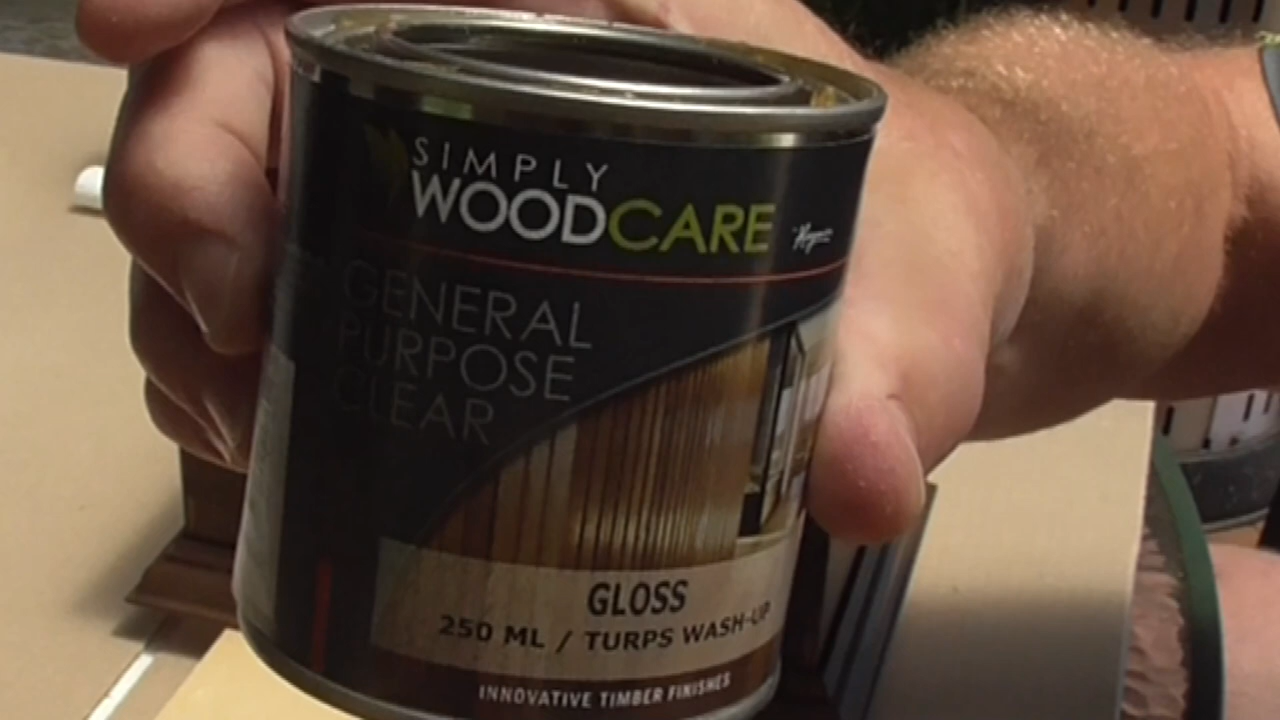 SIMPLY
WOODCARE
GENERAL
PURPOSE
CLEAR
GLOSS
250 ML / TURPS WASH-UP
INNOVATIVE TIMBER FINISHES